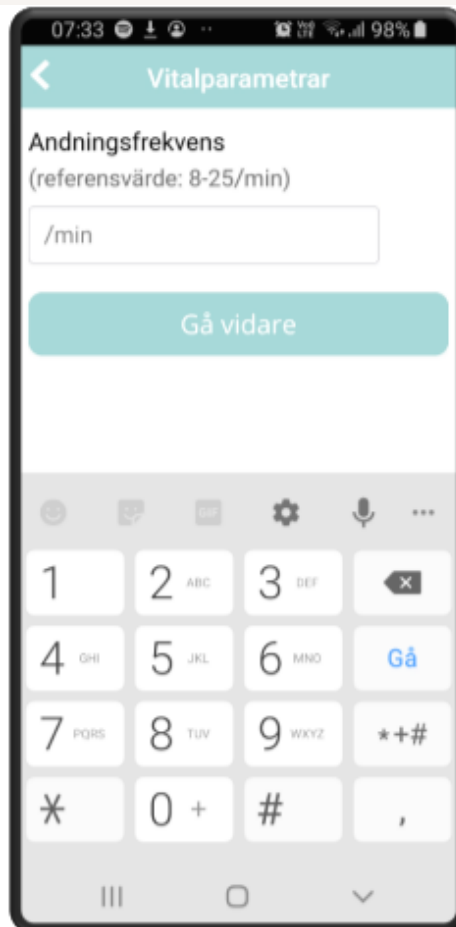 07:33 98%
Vitalparametrar
Andningsfrekvens
(referensvärde: 8-25/min)
/min
Gå vidare
GIF
1 2 ABC 3 DEF
4 GHI 5 JKL 6 MNO Gå
7 PQRS 8 TUV 9 WXYZ *+#
* 0 + # ,